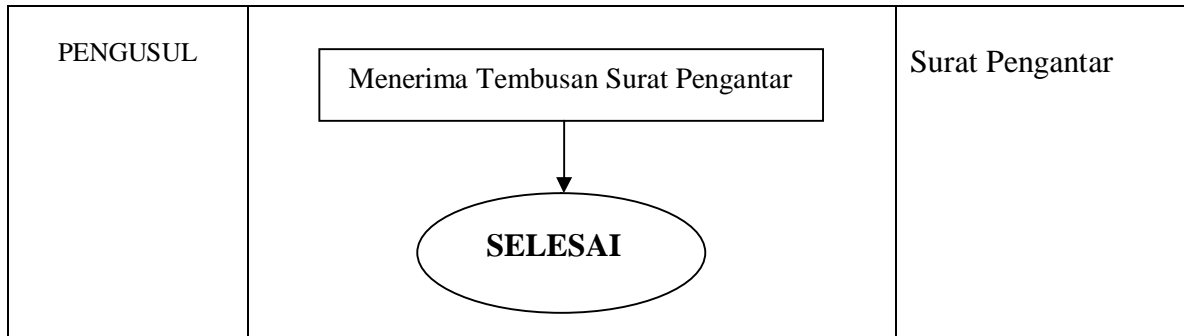 PENGUSUL
Menerima Tembusan Surat Pengantar
SELESAI
Surat Pengantar